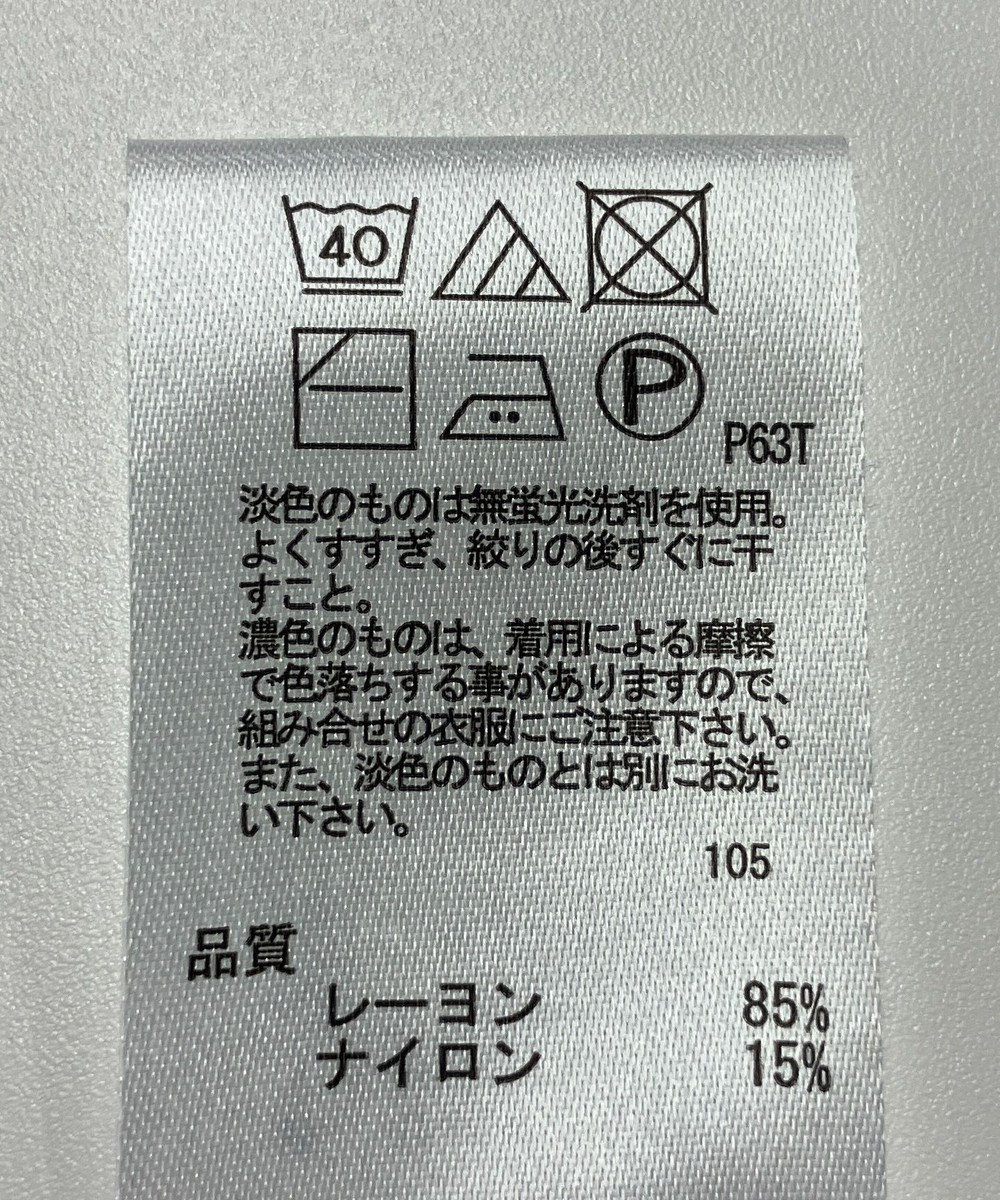 40
P
P63T
淡色のものは無蛍光洗剤を使用。
よくすすぎ、絞りの後すぐに干
すこと。
濃色のものは、着用による摩擦
で色落ちする事がありますので、
組み合せの衣服にご注意下さい。
また、淡色のものとは別にお洗
い下さい。
105
品質
レーヨン 85%
ナイロン 15%